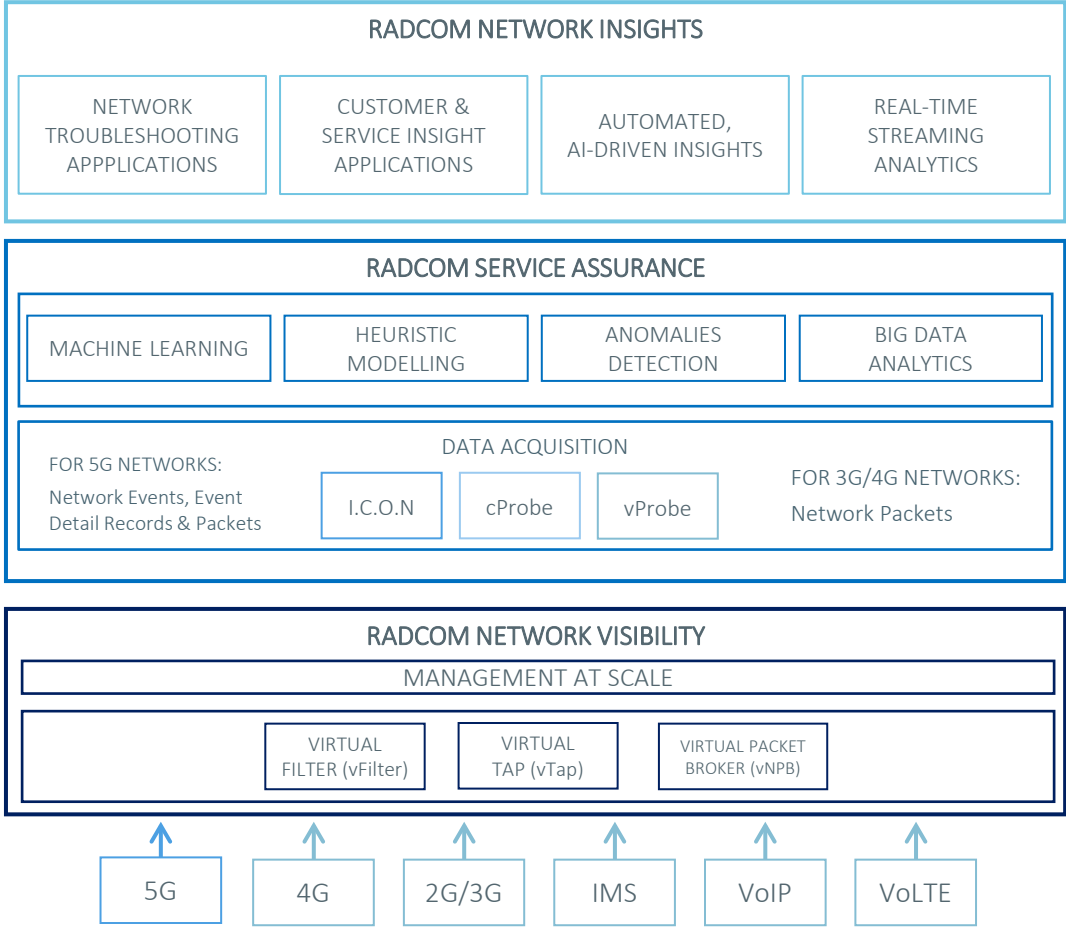 RADCOM NETWORK INSIGHTS
NETWORK
TROUBLESHOOTING
APPPLICATIONS
CUSTOMER &
SERVICE INSIGHT
APPLICATIONS
AUTOMATED,
AI-DRIVEN INSIGHTS
REAL-TIME
STREAMING
ANALYTICS
RADCOM SERVICE ASSURANCE
MACHINE LEARNING
HEURISTIC
MODELLING
ANOMALIES
DETECTION
BIG DATA
ANALYTICS
DATA ACQUISITION
FOR 5G NETWORKS:
Network Events, Event
Detail Records & Packets
I.C.O.N
cProbe
vProbe
FOR 3G/4G NETWORKS:
Network Packets
RADCOM NETWORK VISIBILITY
MANAGEMENT AT SCALE
VIRTUAL
FILTER (vFilter)
VIRTUAL
TAP (vTap)
VIRTUAL PACKET
BROKER (vNPB)
5G
4G
2G/3G
IMS
VoIP
VoLTE